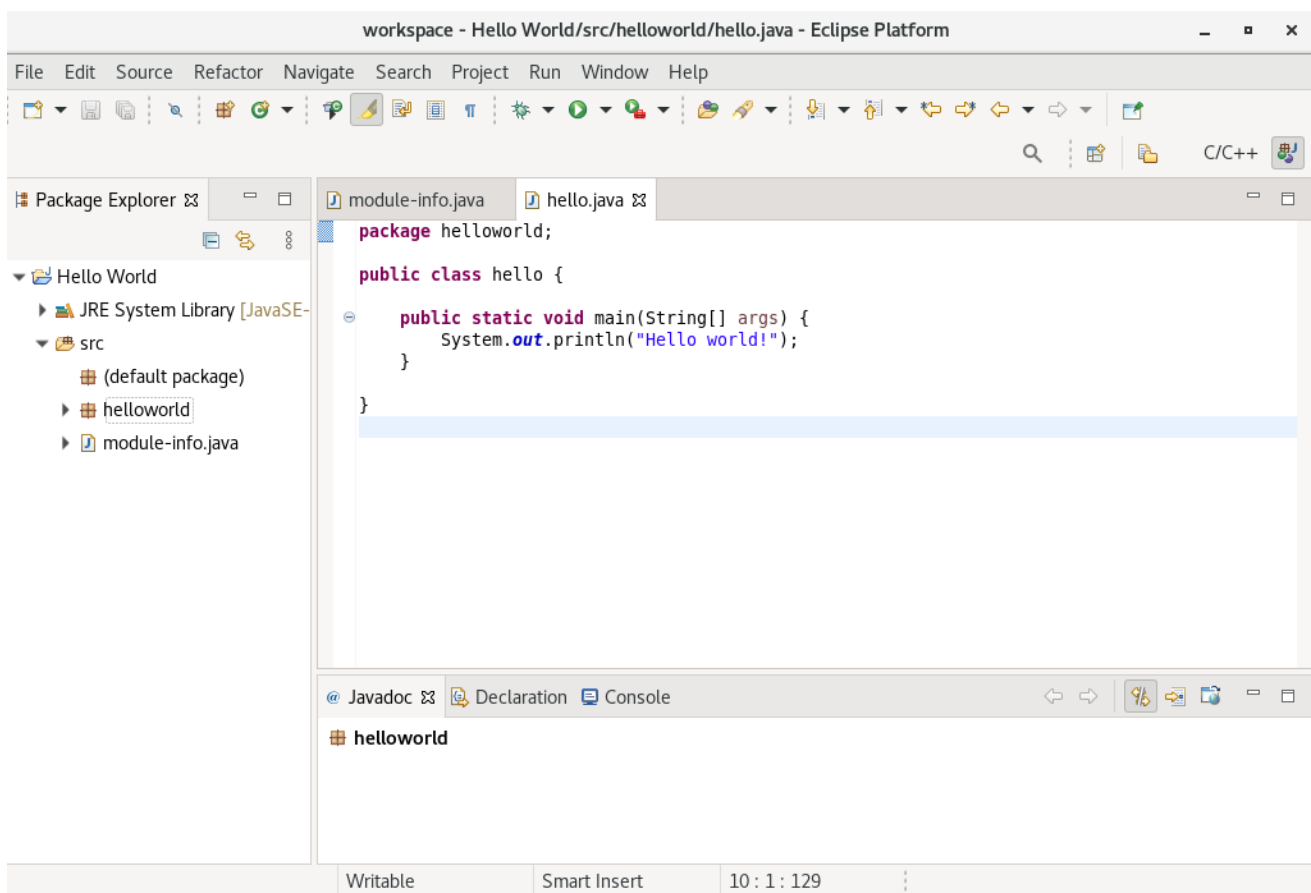 workspace - Hello World/src/helloworld/hello.java - Eclipse Platform
File Edit Source Refactor Navigate Search Project Run Window Help
C/C++
Package Explorer
Hello World
JRE System Library [JavaSE-
src
(default package)
helloworld
module-info.java
module-info.java hello.java
package helloworld;
public class hello {
public static void main(String[] args) {
System.out.println("Hello world!");
}
}
@ Javadoc Declaration Console
helloworld
Writable Smart Insert 10 : 1 : 129